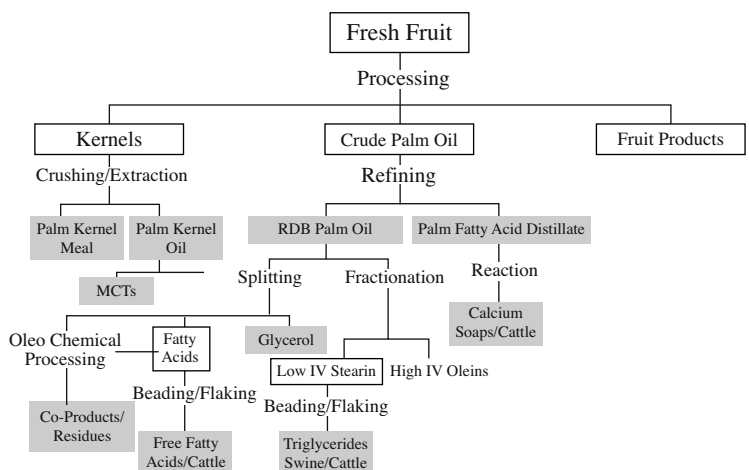 Fresh Fruit
Processing
Kernels
Crude Palm Oil
Fruit Products
Crushing/Extraction
Refining
Palm Kernel
Meal
Palm Kernel
Oil
RDB Palm Oil
Palm Fatty Acid Distillate
MCTs
Splitting
Fractionation
Reaction
Calcium
Soaps/Cattle
Oleo Chemical
Processing
Fatty
Acids
Glycerol
Low IV Stearin
High IV Oleins
Beading/Flaking
Beading/Flaking
Co-Products/
Residues
Free Fatty
Acids/Cattle
Triglycerides
Swine/Cattle